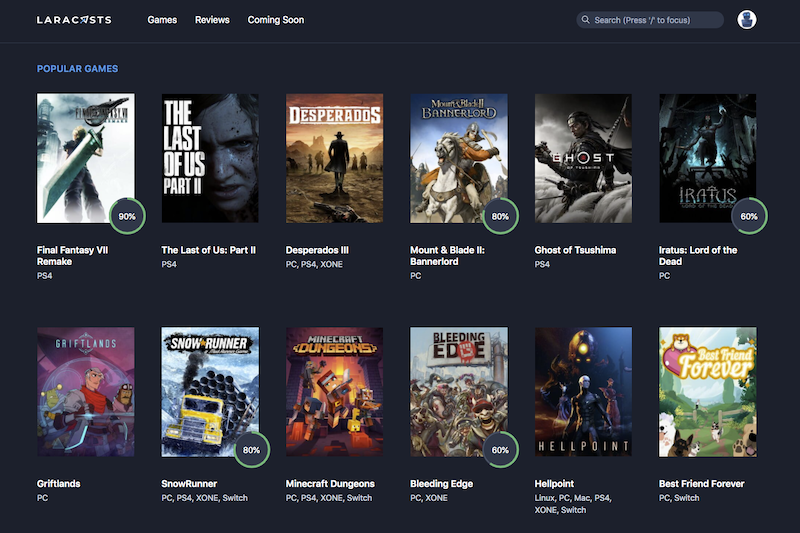 LARACASTS
Games Reviews Coming Soon
Search (Press '/' to focus)
POPULAR GAMES
FINAL FANTASY VII
REMAKE
90%
THE
LAST
OF US
PART II
DESPERADOS
MOUNT & BLADE II
BANNERLORD
80%
GHOST
OF TSUSHIMA
IRATUS
LORD OF THE DEAD
60%
Final Fantasy VII
Remake
PS4
The Last of Us: Part II
PS4
Desperados III
PC, PS4, XONE
Mount & Blade II:
Bannerlord
PC
Ghost of Tsushima
PS4
Iratus: Lord of the
Dead
PC
GRIFTLANDS
SNOWRUNNER
80%
MINECRAFT
DUNGEONS
BLEEDING
EDGE
60%
HELLPOINT
Best Friend
Forever
Griftlands
PC
SnowRunner
PC, PS4, XONE, Switch
Minecraft Dungeons
PC, PS4, XONE, Switch
Bleeding Edge
PC, XONE
Hellpoint
Linux, PC, Mac, PS4,
XONE, Switch
Best Friend Forever
PC, Switch